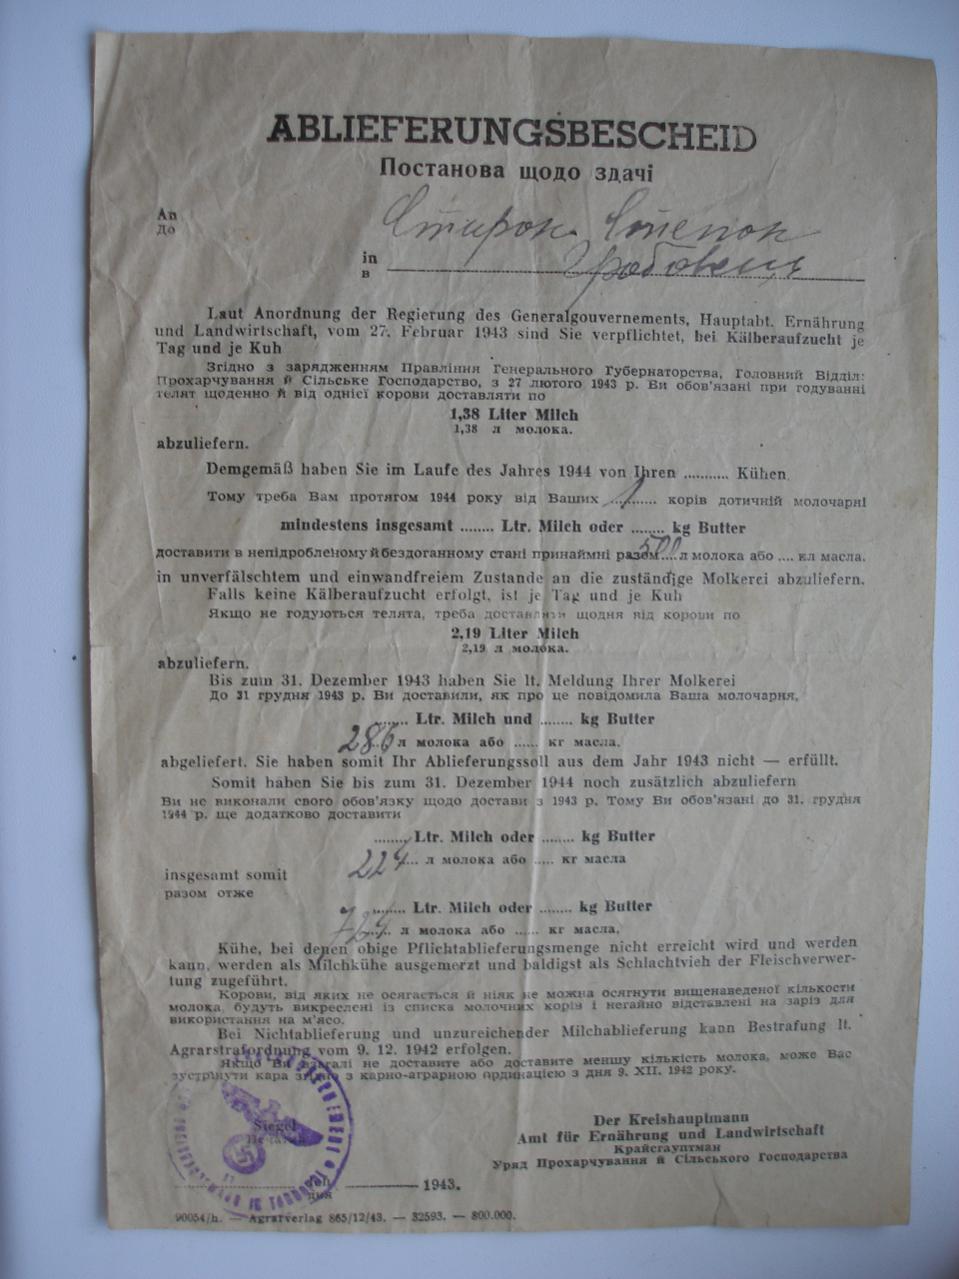 ABLIEFERUNGSBESCHEID
Постанова щодо здачі
An
до
Степан
in
в
Грабовець
Laut Anordnung der Regierung des Generalgouvernements, Hauptabt. Ernährung
und Landwirtschaft, vom 27. Februar 1943 sind Sie verpflichtet, bei Kälberaufzucht je
Tag und je Kuh
Згідно з зарядженням Правління Генерального Губернаторства, Головний Відділ:
Прохарчування й Сільське Господарство, з 27 лютого 1943 р. Ви обов'язані при годуванні
телят щоденно й від однієї корови доставляти по
1,38 Liter Milch
1,38 л молока.
abzuliefern.
Demgemäß haben Sie im Laufe des Jahres 1944 von Ihren .......... Kühen
Тому треба Вам протягом 1944 року від Ваших ....1...... корів дотичній молочарні
mindestens insgesamt ........ Ltr. Milch oder ........ kg Butter
доставити в непідробленому й бездоганному стані принаймні разом 500 л молока або .... кл масла.
in unverfälschtem und einwandfreiem Zustande an die zuständige Molkerei abzuliefern.
Falls keine Kälberaufzucht erfolgt, ist je Tag und je Kuh
Якщо не годуються телята, треба доставляти щодня від корови по
2,19 Liter Milch
2,19 л молока.
abzuliefern.
Bis zum 31. Dezember 1943 haben Sie lt. Meldung Ihrer Molkerei
До 31 грудня 1943 р. Ви доставили, як про це повідомила Ваша молочарня,
........ Ltr. Milch und ........ kg Butter
286 л молока або ...... кг масла.
abgeliefert. Sie haben somit Ihr Ablieferungssoll aus dem Jahr 1943 nicht — erfüllt.
Somit haben Sie bis zum 31. Dezember 1944 noch zusätzlich abzuliefern
Ви не виконали свого обов'язку щодо достави з 1943 р. Тому Ви обов'язані до 31. грудня
1944 р. ще додатково доставити
........ Ltr. Milch oder ........ kg Butter
224 л молока або ..... кг масла
insgesamt somit
разом отже
........ Ltr. Milch oder ........ kg Butter
724 л молока або ...... кг масла.
Kühe, bei denen obige Pflichtablieferungsmenge nicht erreicht wird und werden
kann, werden als Milchkühe ausgemerzt und baldigst als Schlachtvieh der Fleischverwer-
tung zugeführt.
Корови, від яких не осягається й ніяк не можна осягнути вищенаведеної кількости
молока, будуть викреслені із списка молочних корів і негайно відставлені на заріз для
використання на м'ясо.
Bei Nichtablieferung und unzureichender Milchablieferung kann Bestrafung lt.
Agrarstrafordnung vom 9. 12. 1942 erfolgen.
Якщо Ви взагалі не доставите або доставите меншу кількість молока, може Вас
зустрінути кара згідно з карно-аграрною ординацією з дня 9. XII. 1942 року.
Siegel
Der Kreishauptmann
Amt für Ernährung und Landwirtschaft
Крайсгауптман
Уряд Прохарчування й Сільського Господарства
den
дня
1943.
90054/h. — Agrarverlag 865/12/43. — 32593. — 800.000.